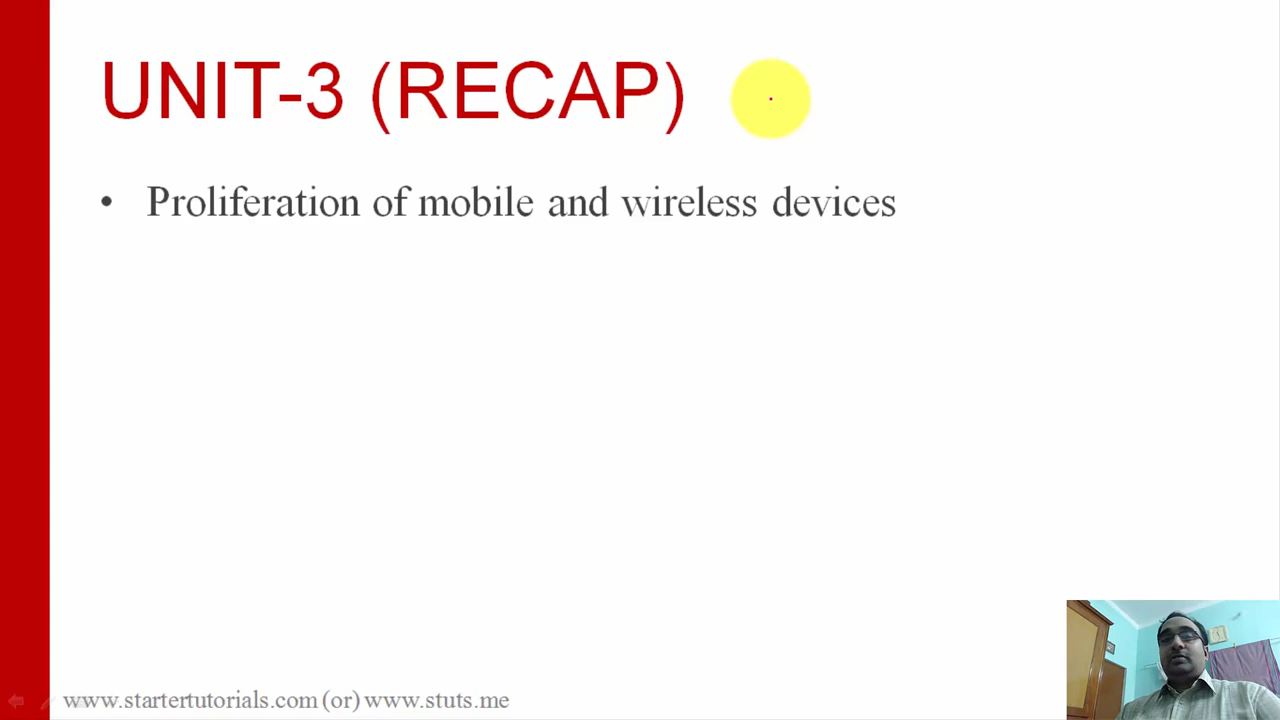 UNIT-3 (RECAP)
• Proliferation of mobile and wireless devices
www.startertutorials.com (or) www.stuts.me